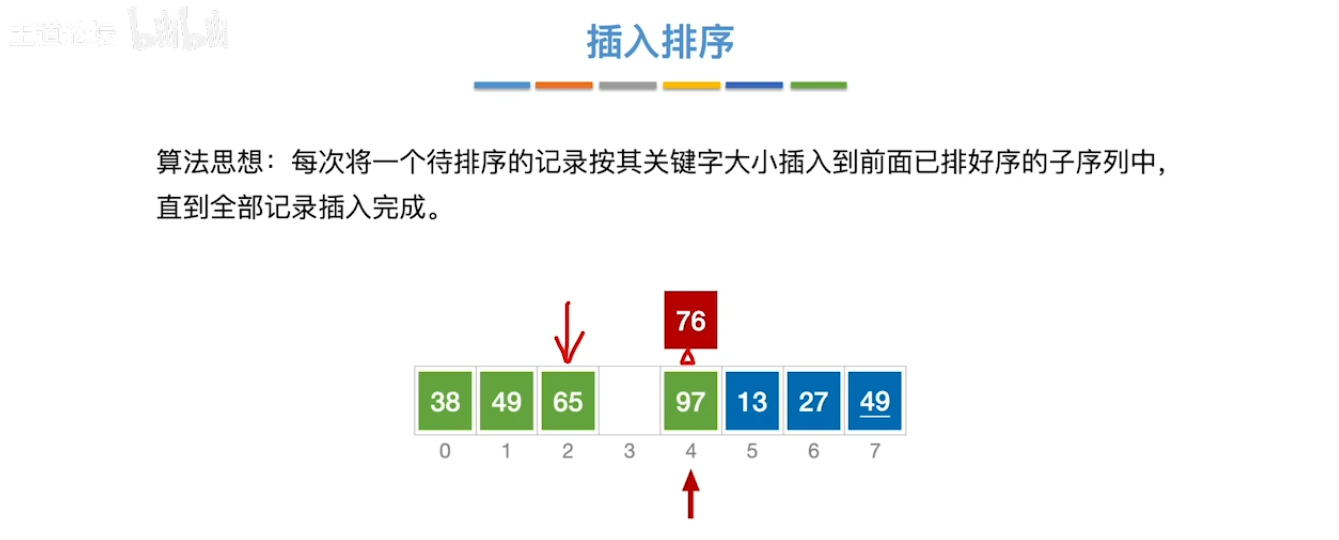 王道论坛 bilibili
插入排序
算法思想：每次将一个待排序的记录按其关键字大小插入到前面已排好序的子序列中，
直到全部记录插入完成。
76
38 49 65 97 13 27 49
0 1 2 3 4 5 6 7